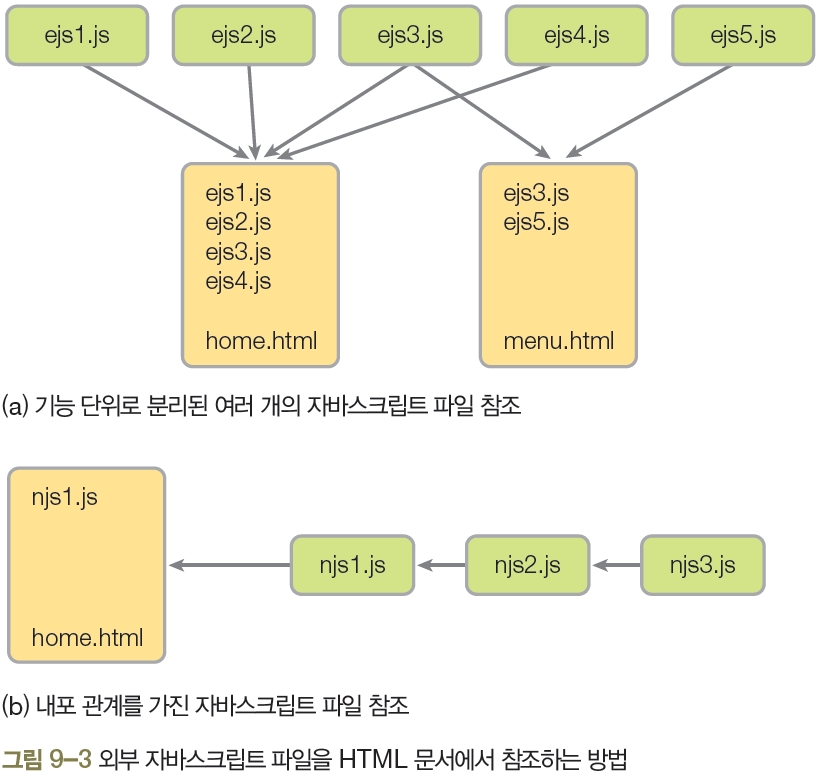 ejs1.js ejs2.js ejs3.js ejs4.js ejs5.js
ejs1.js
ejs2.js
ejs3.js
ejs4.js
home.html
ejs3.js
ejs5.js
menu.html
(a) 기능 단위로 분리된 여러 개의 자바스크립트 파일 참조
njs1.js
home.html
njs1.js njs2.js njs3.js
(b) 내포 관계를 가진 자바스크립트 파일 참조
그림 9-3 외부 자바스크립트 파일을 HTML 문서에서 참조하는 방법